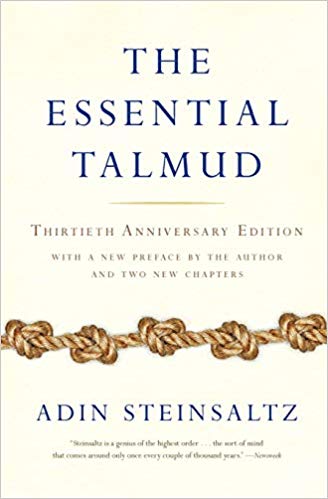 THE
ESSENTIAL
TALMUD
THIRTIETH ANNIVERSARY EDITION
WITH A NEW PREFACE BY THE AUTHOR
AND TWO NEW CHAPTERS
ADIN STEINSALTZ
"Steinsaltz is a genius of the highest order . . . the sort of mind
that comes around only once every couple of thousand years." —Newsweek